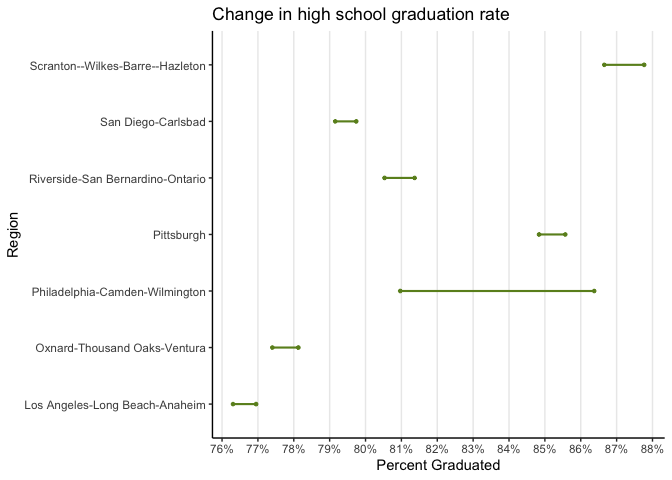 Change in high school graduation rate
Region
Scranton--Wilkes-Barre--Hazleton
San Diego-Carlsbad
Riverside-San Bernardino-Ontario
Pittsburgh
Philadelphia-Camden-Wilmington
Oxnard-Thousand Oaks-Ventura
Los Angeles-Long Beach-Anaheim
76% 77% 78% 79% 80% 81% 82% 83% 84% 85% 86% 87% 88%
Percent Graduated